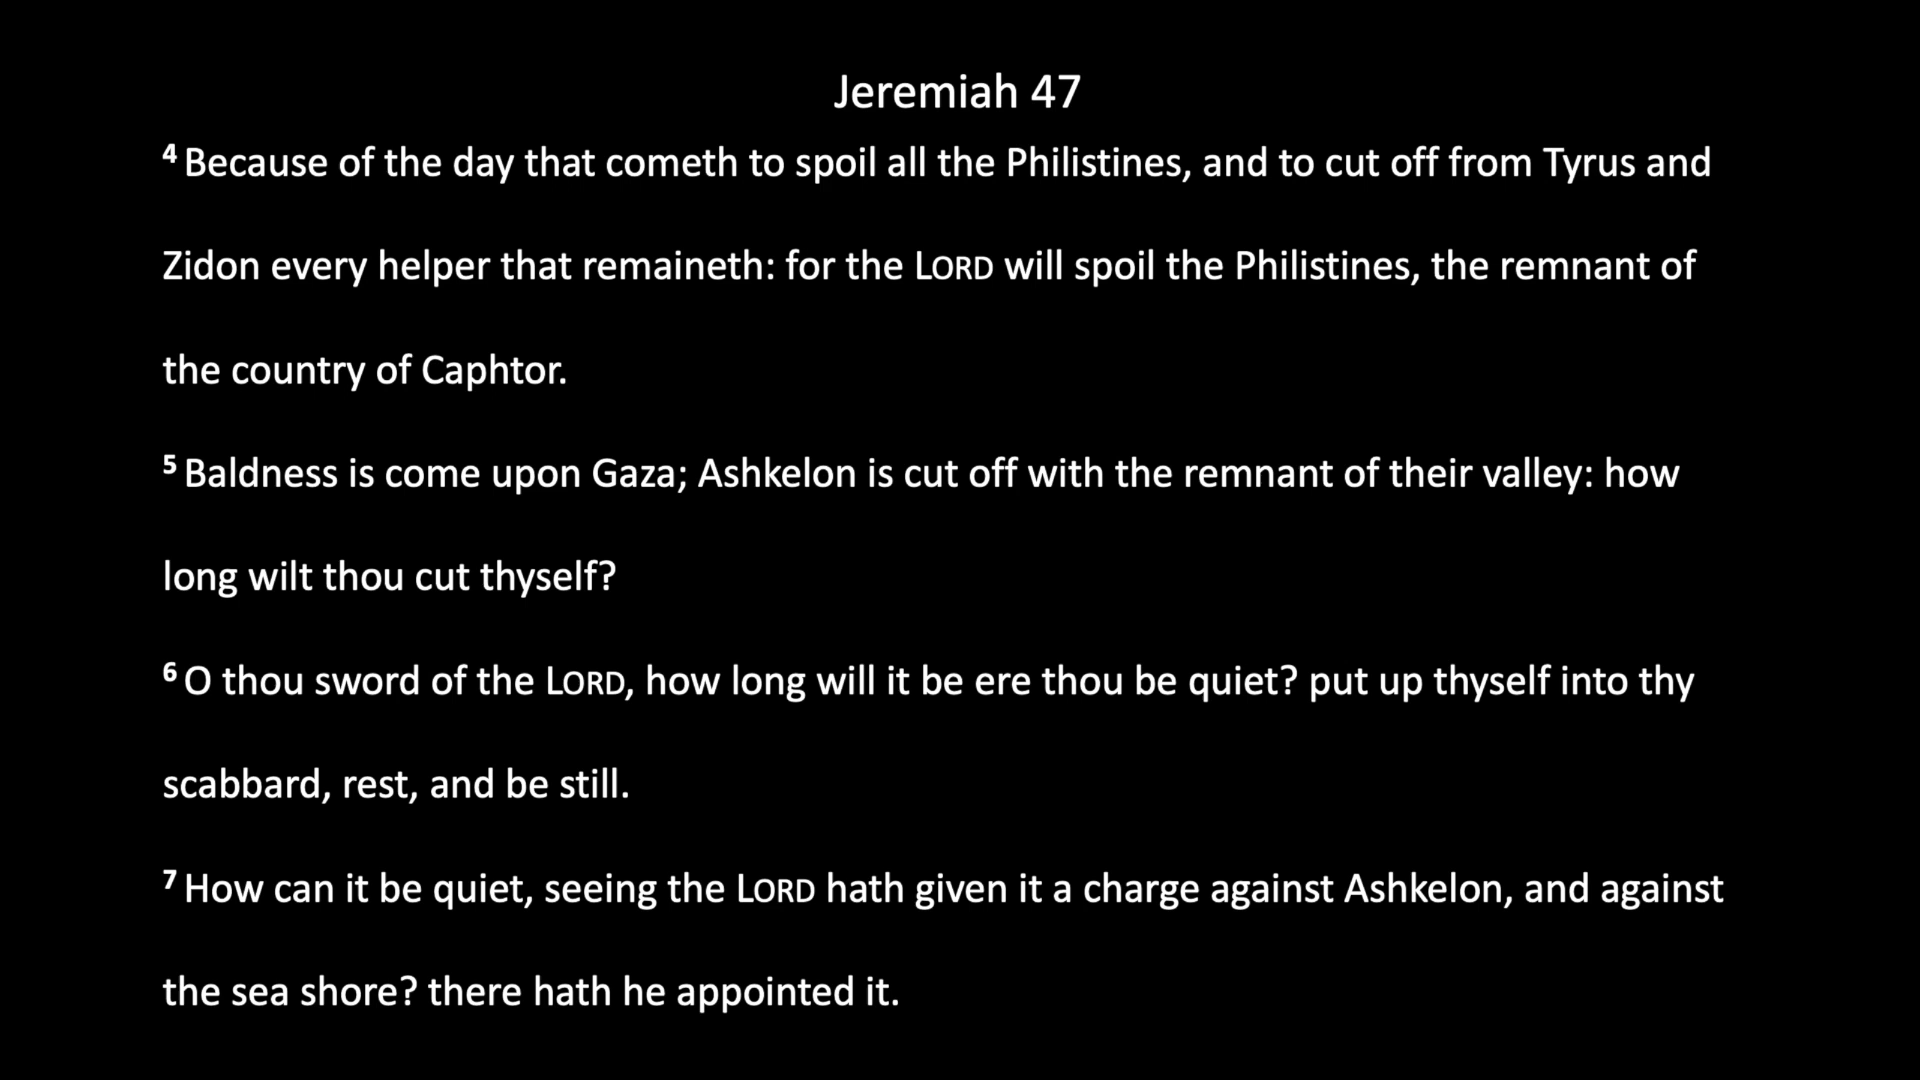 Jeremiah 47
4 Because of the day that cometh to spoil all the Philistines, and to cut off from Tyrus and
Zidon every helper that remaineth: for the LORD will spoil the Philistines, the remnant of
the country of Caphtor.
5 Baldness is come upon Gaza; Ashkelon is cut off with the remnant of their valley: how
long wilt thou cut thyself?
6 O thou sword of the LORD, how long will it be ere thou be quiet? put up thyself into thy
scabbard, rest, and be still.
7 How can it be quiet, seeing the LORD hath given it a charge against Ashkelon, and against
the sea shore? there hath he appointed it.